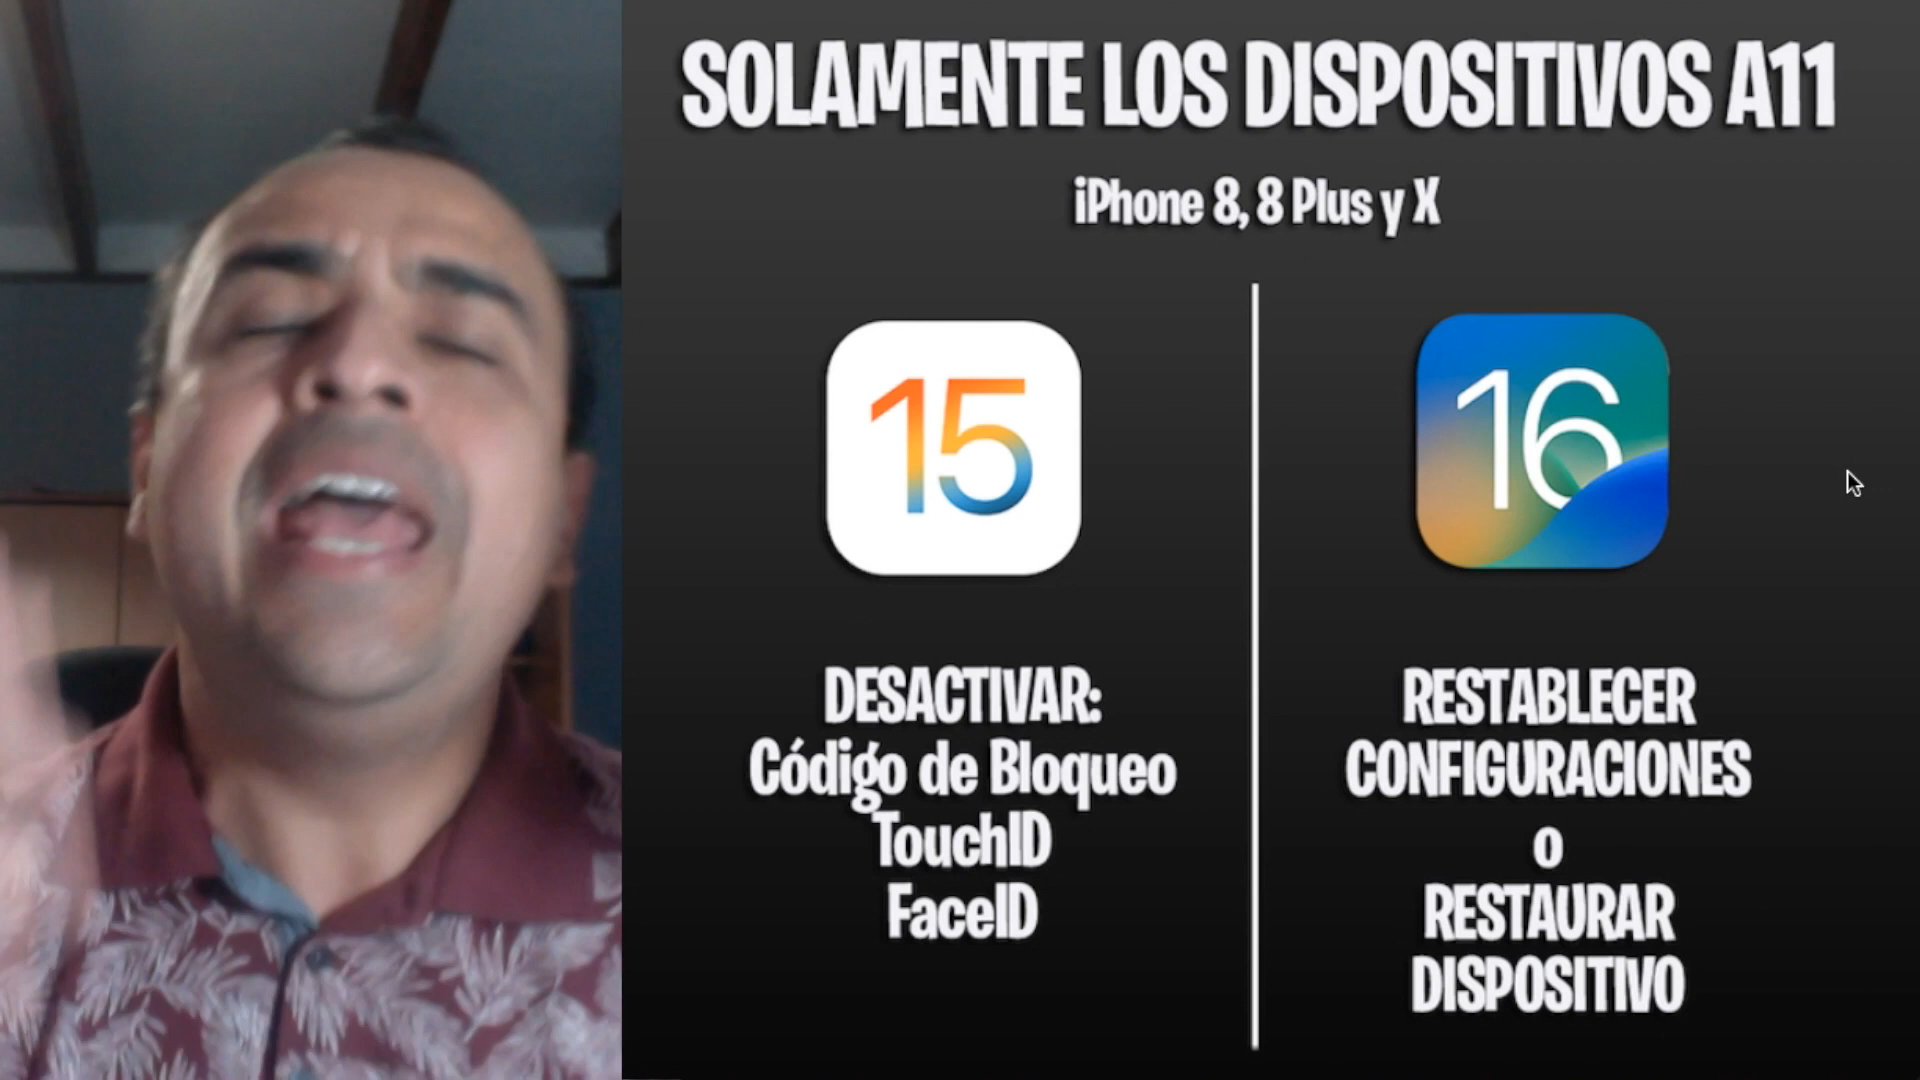 SOLAMENTE LOS DISPOSITIVOS A11
iPhone 8, 8 Plus y X
15
DESACTIVAR:
Código de Bloqueo
TouchID
FaceID
16
RESTABLECER
CONFIGURACIONES
o
RESTAURAR
DISPOSITIVO